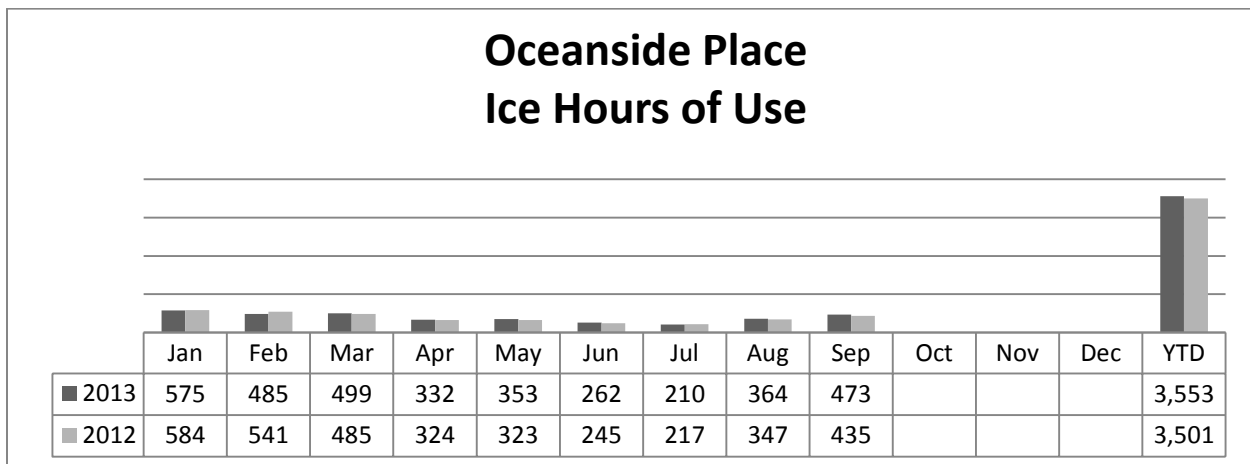 Oceanside Place
Ice Hours of Use
Jan Feb Mar Apr May Jun Jul Aug Sep Oct Nov Dec YTD
2013 575 485 499 332 353 262 210 364 473 3,553
2012 584 541 485 324 323 245 217 347 435 3,501